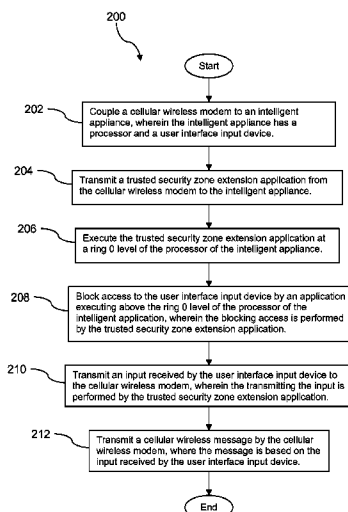 200
Start
202
Couple a cellular wireless modem to an intelligent
appliance, wherein the intelligent appliance has a
processor and a user interface input device.
204
Transmit a trusted security zone extension application from
the cellular wireless modem to the intelligent appliance.
206
Execute the trusted security zone extension application at
a ring 0 level of the processor of the intelligent appliance.
208
Block access to the user interface input device by an application
executing above the ring 0 level of the processor of the
intelligent application, wherein the blocking access is performed
by the trusted security zone extension application.
210
Transmit an input received by the user interface input device to
the cellular wireless modem, wherein the transmitting the input is
performed by the trusted security zone extension application.
212
Transmit a cellular wireless message by the cellular
wireless modem, where the message is based on the
input received by the user interface input device.
End